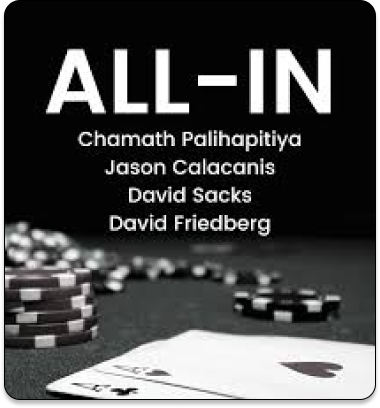 ALL-IN
Chamath Palihapitiya
Jason Calacanis
David Sacks
David Friedberg
A
A